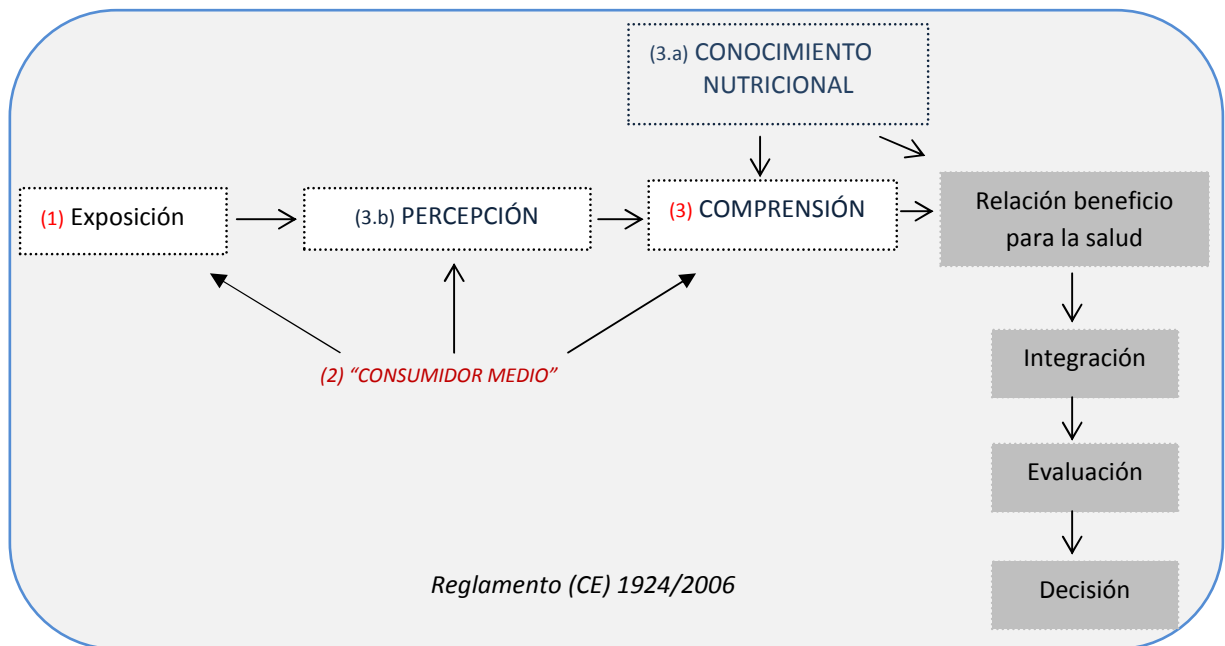 (3.a) CONOCIMIENTO
NUTRICIONAL
(1) Exposición
(3.b) PERCEPCIÓN
(3) COMPRENSIÓN
Relación beneficio
para la salud
(2) “CONSUMIDOR MEDIO”
Integración
Evaluación
Reglamento (CE) 1924/2006
Decisión